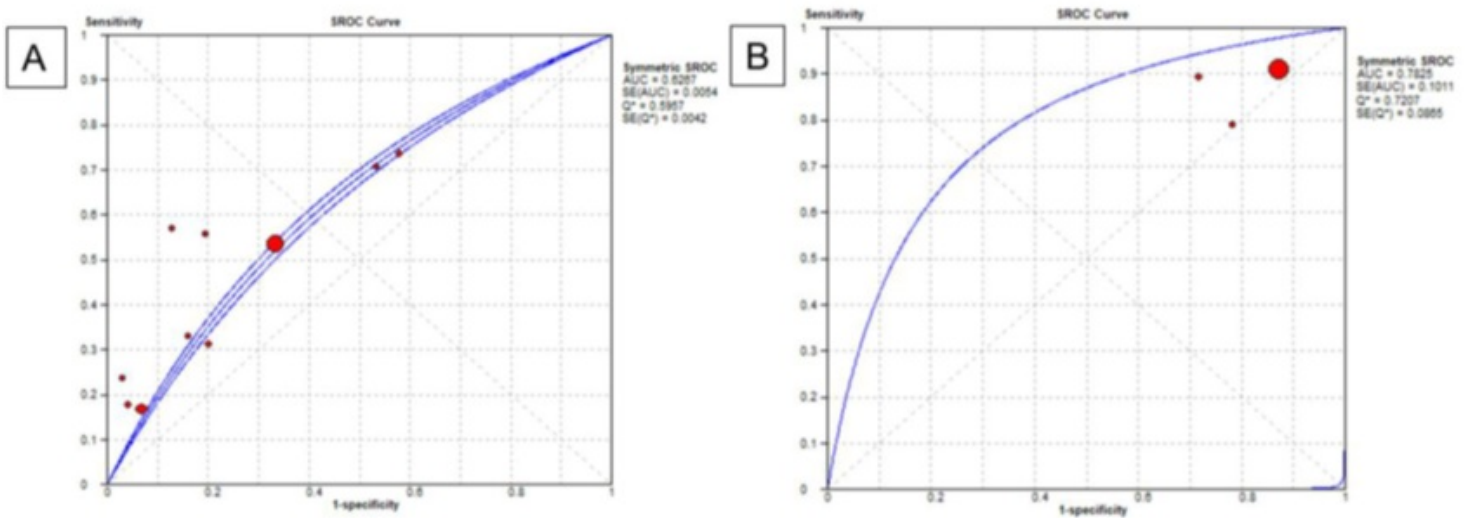 A
Sensitivity SROC Curve
1
0.9
0.8
0.7
0.6
0.5
0.4
0.3
0.2
0.1
0
0 0.2 0.4 0.6 0.8 1
1-specificity
Symmetric SROC
AUC = 0.6267
SE(AUC) = 0.0054
Q* = 0.5957
SE(Q*) = 0.0042
B
Sensitivity SROC Curve
1
0.9
0.8
0.7
0.6
0.5
0.4
0.3
0.2
0.1
0
0 0.2 0.4 0.6 0.8 1
1-specificity
Symmetric SROC
AUC = 0.7825
SE(AUC) = 0.1011
Q* = 0.7207
SE(Q*) =